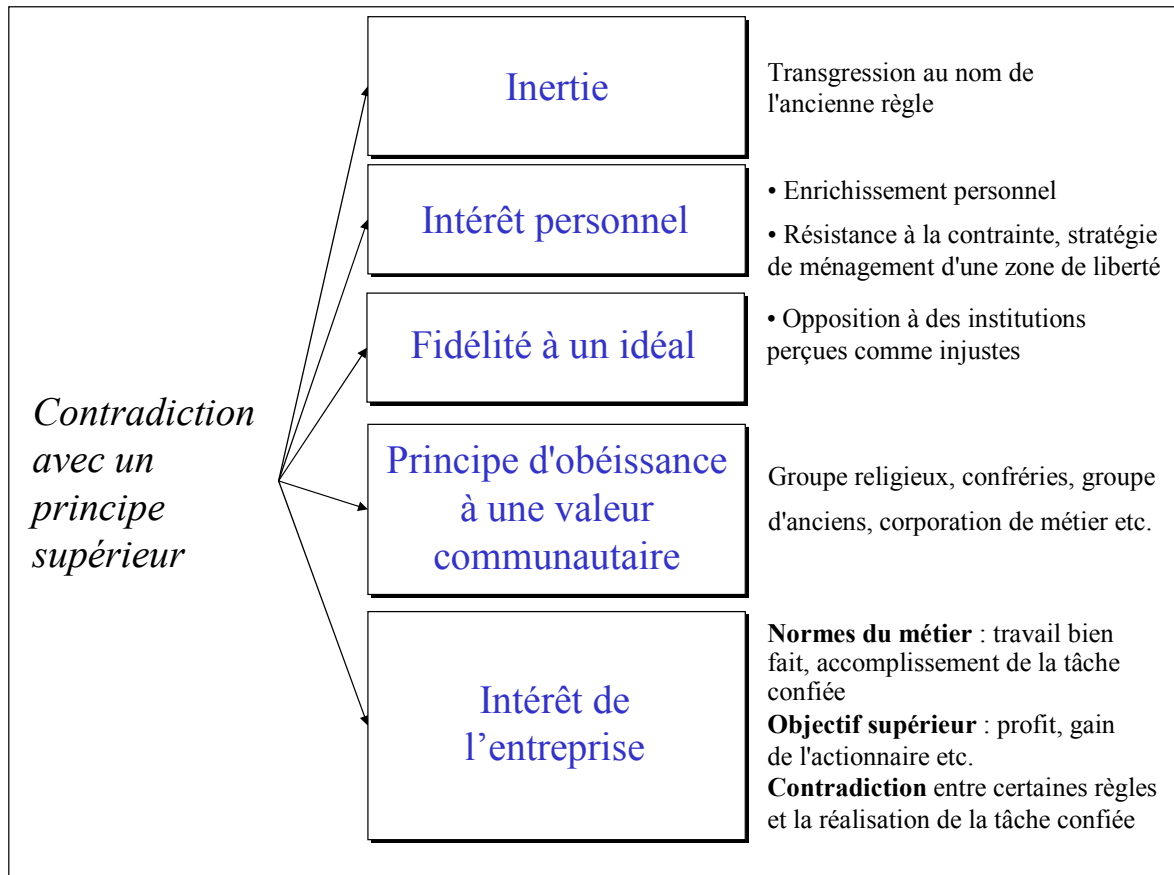 Contradiction
avec un
principe
supérieur
Inertie
Transgression au nom de
l'ancienne règle
Intérêt personnel
• Enrichissement personnel
• Résistance à la contrainte, stratégie
de ménagement d'une zone de liberté
Fidélité à un idéal
• Opposition à des institutions
perçues comme injustes
Principe d'obéissance
à une valeur
communautaire
Groupe religieux, confréries, groupe
d'anciens, corporation de métier etc.
Intérêt de
l’entreprise
Normes du métier : travail bien
fait, accomplissement de la tâche
confiée
Objectif supérieur : profit, gain
de l'actionnaire etc.
Contradiction entre certaines règles
et la réalisation de la tâche confiée